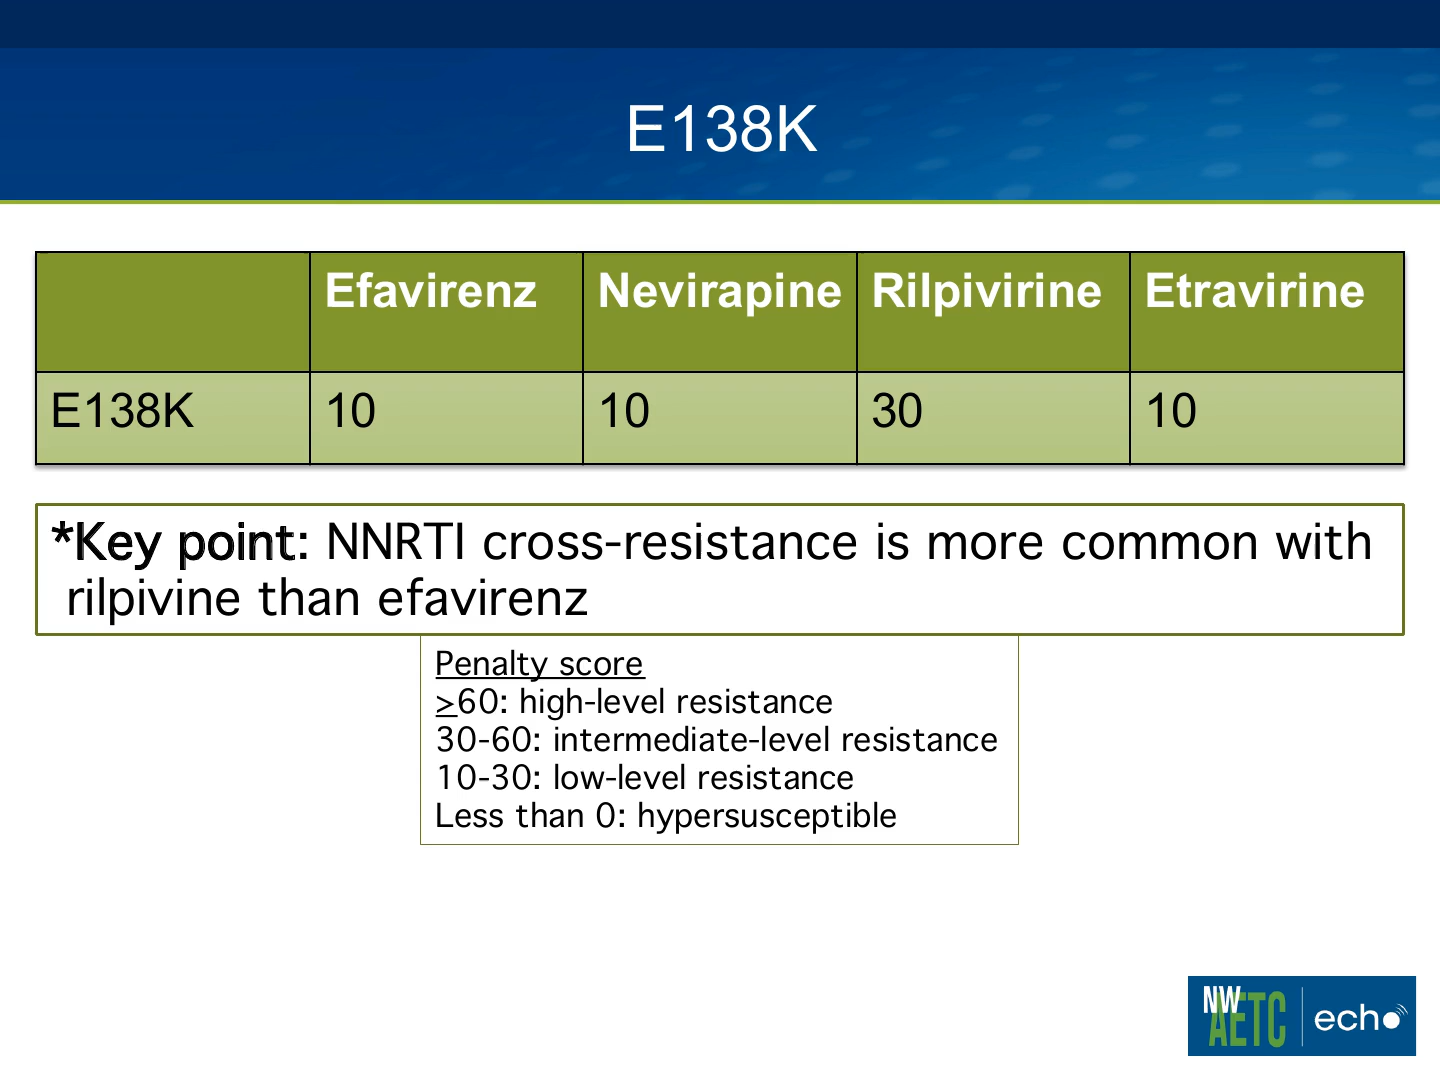 E138K
Efavirenz Nevirapine Rilpivirine Etravirine
E138K 10 10 30 10
*Key point: NNRTI cross-resistance is more common with
rilpivine than efavirenz
Penalty score
>60: high-level resistance
30-60: intermediate-level resistance
10-30: low-level resistance
Less than 0: hypersusceptible
NW
AETC
echo